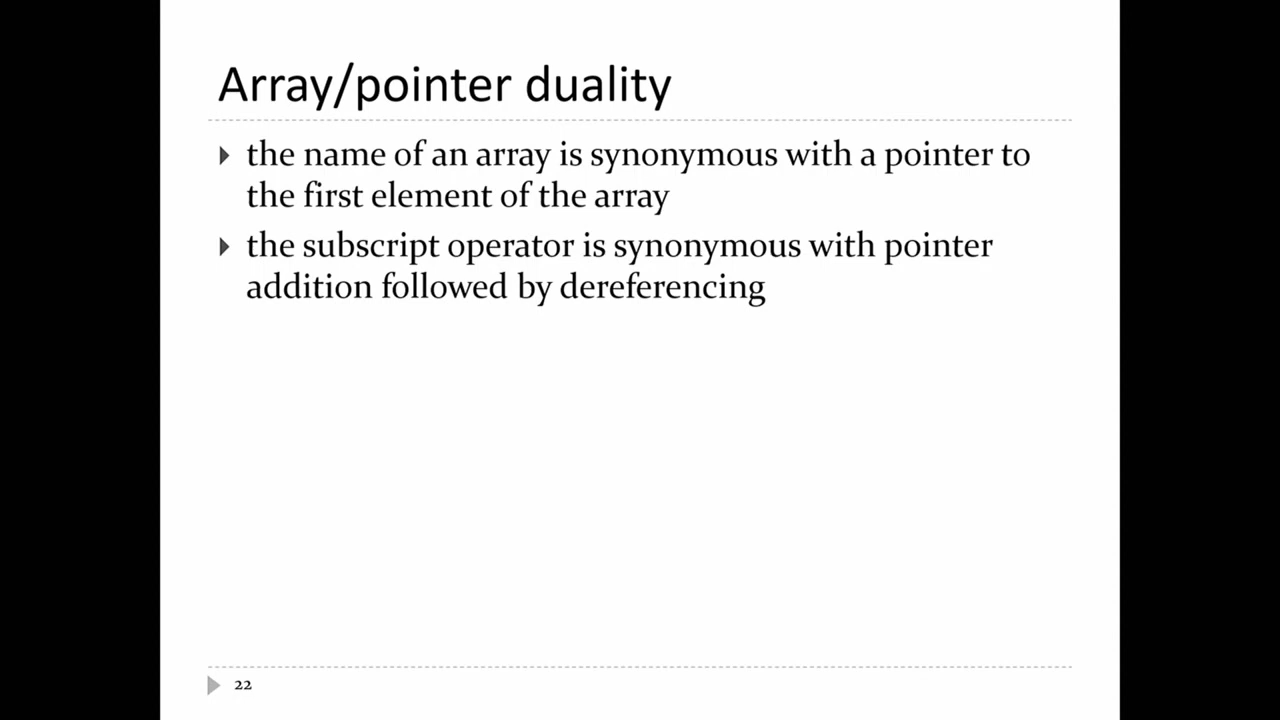 Array/pointer duality
the name of an array is synonymous with a pointer to
the first element of the array
the subscript operator is synonymous with pointer
addition followed by dereferencing
22